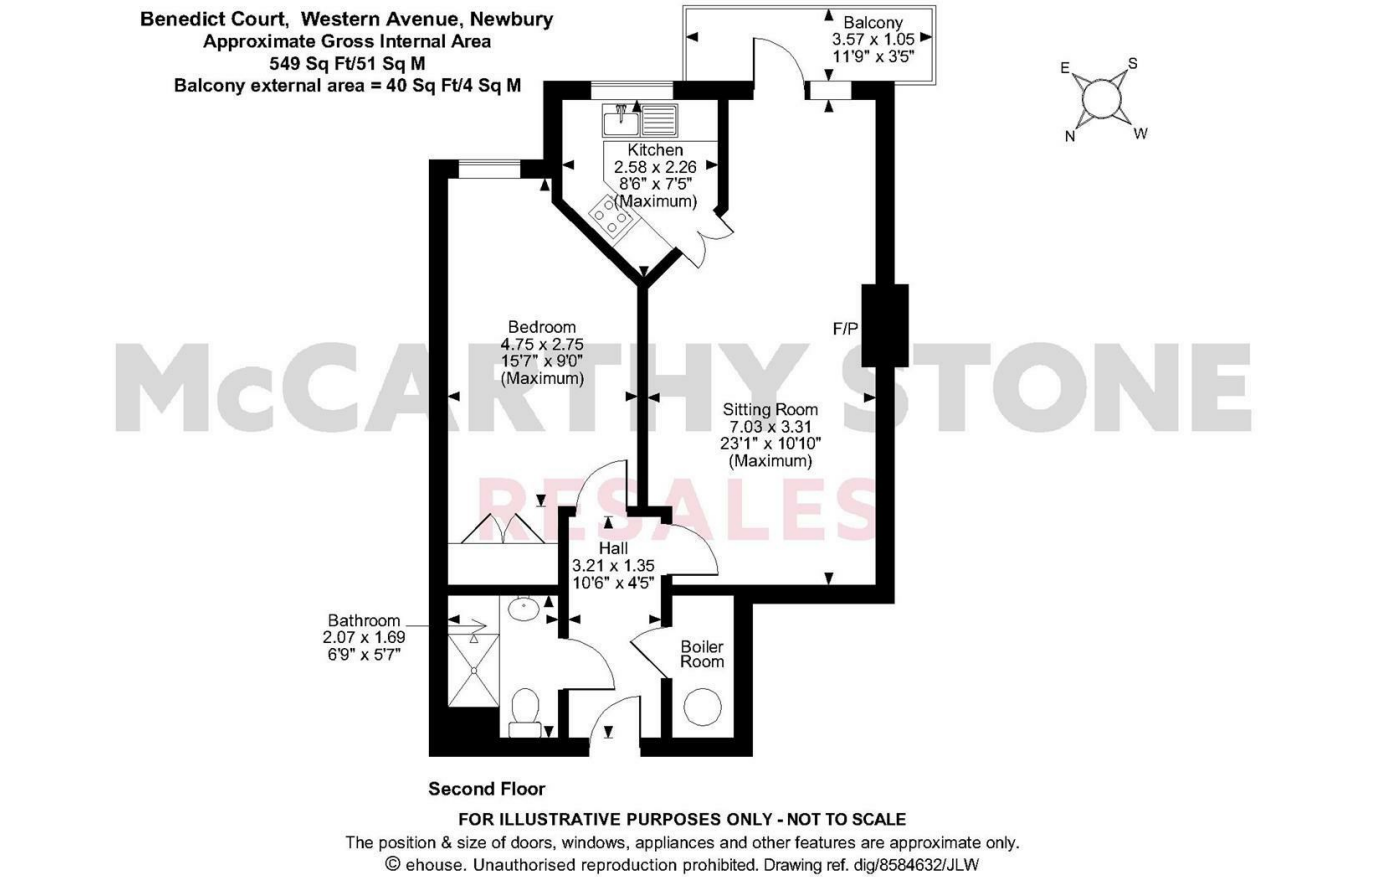 Benedict Court,  Western Avenue, Newbury
Approximate Gross Internal Area
549 Sq Ft/51 Sq M
Balcony external area = 40 Sq Ft/4 Sq M
Balcony
3.57 x 1.05
11'9" x 3'5"
E
S
N
W
Kitchen
2.58 x 2.26
8'6" x 7'5"
(Maximum)
Bedroom
4.75 x 2.75
15'7" x 9'0"
(Maximum)
F/P
McCARTHY STONE
RESALES
Sitting Room
7.03 x 3.31
23'1" x 10'10"
(Maximum)
Hall
3.21 x 1.35
10'6" x 4'5"
Bathroom
2.07 x 1.69
6'9" x 5'7"
Boiler
Room
Second Floor
FOR ILLUSTRATIVE PURPOSES ONLY - NOT TO SCALE
The position & size of doors, windows, appliances and other features are approximate only.
© ehouse. Unauthorised reproduction prohibited. Drawing ref. dig/8584632/JLW